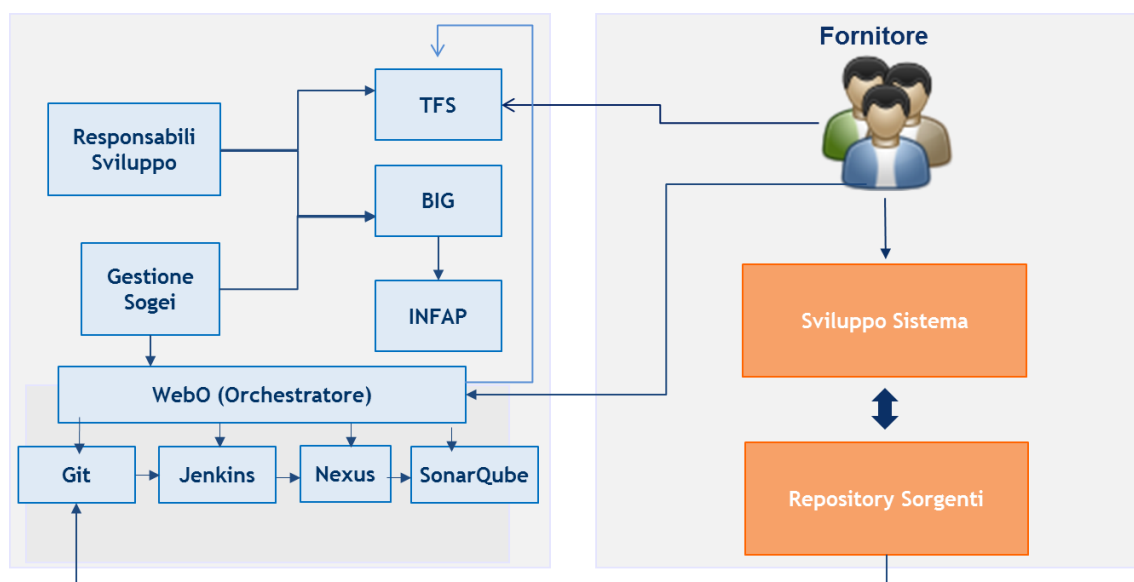 Fornitore
TFS
Responsabili
Sviluppo
BIG
Gestione
Sogei
INFAP
Sviluppo Sistema
WebO (Orchestratore)
Git
Jenkins
Nexus
SonarQube
Repository Sorgenti